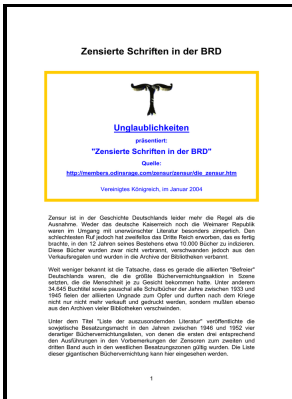 Zensierte Schriften in der BRD
Unglaublichkeiten
präsentiert:
"Zensierte Schriften in der BRD"
Quelle:
http://members.odinsrage.com/zensur/zensur/die_zensur.htm
Vereinigtes Königreich, im Januar 2004
Zensur ist in der Geschichte Deutschlands leider mehr die Regel als die
Ausnahme. Weder das deutsche Kaiserreich noch die Weimarer Republik
waren im Umgang mit unerwünschter Literatur besonders zimperlich. Den
schlechtesten Ruf jedoch hat zweifellos das Dritte Reich erworben, das es fertig
brachte, in den 12 Jahren seines Bestehens etwa 10.000 Bücher zu indizieren.
Diese Bücher wurden zwar nicht verbrannt, verschwanden jedoch aus den
Verkaufsregalen und wurden in die Archive der Bibliotheken verbannt.
Weit weniger bekannt ist die Tatsache, dass es gerade die alliierten "Befreier"
Deutschlands waren, die die größte Büchervernichtungsaktion in Szene
setzten, die die Menschheit je zu Gesicht bekommen hatte. Unter anderem
34.645 Buchtitel sowie pauschal alle Schulbücher der Jahre zwischen 1933 und
1945 fielen der alliierten Ungnade zum Opfer und durften nach dem Kriege
nicht nur nicht mehr verkauft und gedruckt werden, sondern mußten ebenso
aus den Archiven vieler Bibliotheken verschwinden.
Unter dem Titel "Liste der auszusondernden Literatur" veröffentlichte die
sowjetische Besatzungsmacht in den Jahren zwischen 1946 und 1952 vier
derartiger Büchervernichtungslisten, von denen die ersten drei entsprechend
den Ausführungen in den Vorbemerkungen der Zensoren zum zweiten und
dritten Band auch in den westlichen Besatzungszonen gültig wurden. Die Liste
dieser gigantischen Büchervernichtung kann hier eingesehen werden.
1